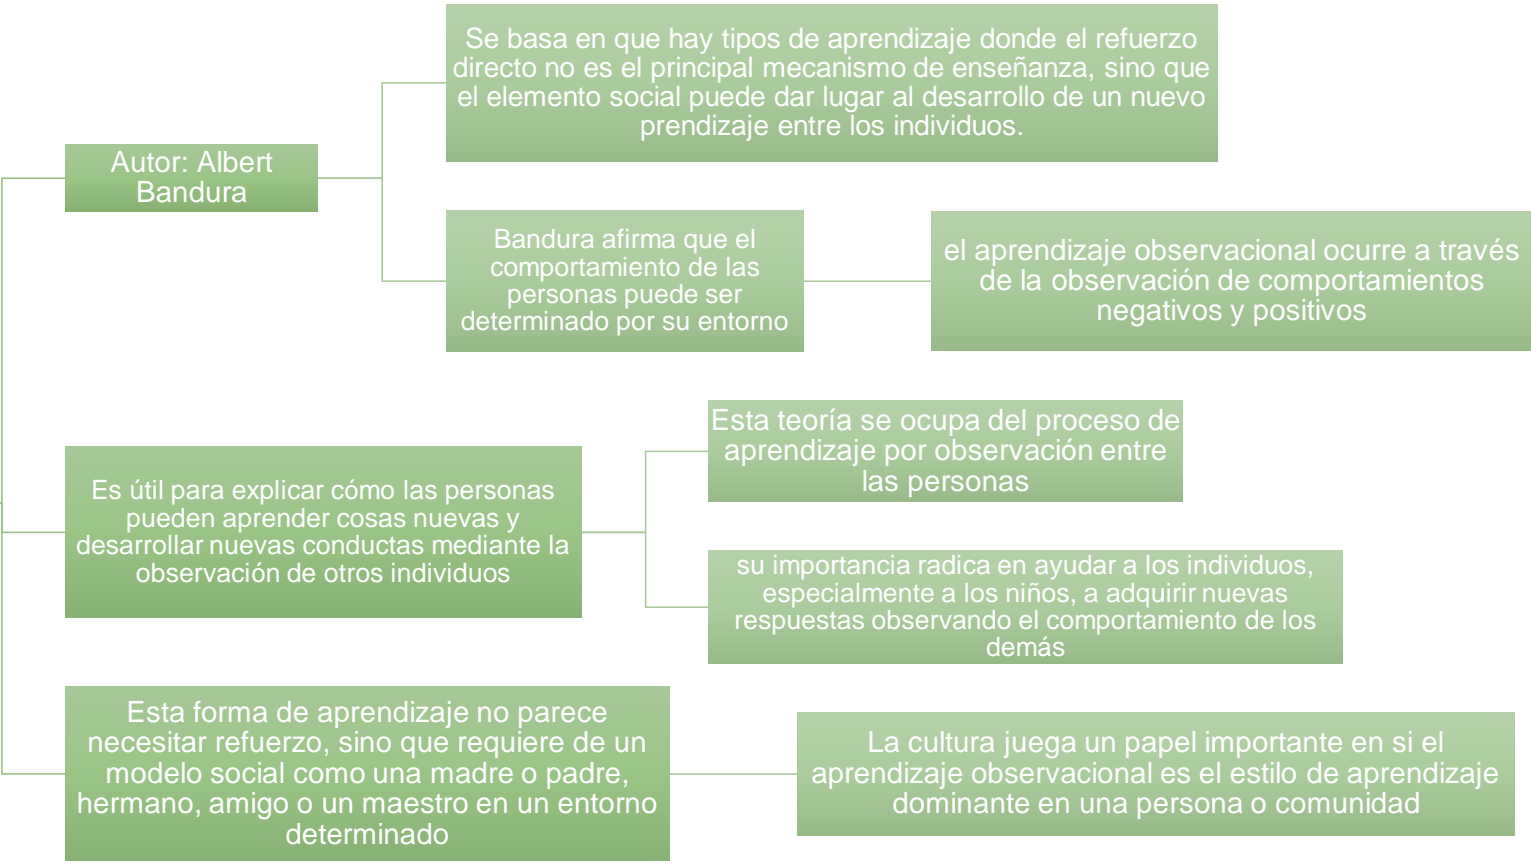 Se basa en que hay tipos de aprendizaje donde el refuerzo
directo no es el principal mecanismo de enseñanza, sino que
el elemento social puede dar lugar al desarrollo de un nuevo
prendizaje entre los individuos.
Autor: Albert
Bandura
Bandura afirma que el
comportamiento de las
personas puede ser
determinado por su entorno
el aprendizaje observacional ocurre a través
de la observación de comportamientos
negativos y positivos
Esta teoría se ocupa del proceso de
aprendizaje por observación entre
las personas
Es útil para explicar cómo las personas
pueden aprender cosas nuevas y
desarrollar nuevas conductas mediante la
observación de otros individuos
su importancia radica en ayudar a los individuos,
especialmente a los niños, a adquirir nuevas
respuestas observando el comportamiento de los
demás
Esta forma de aprendizaje no parece
necesitar refuerzo, sino que requiere de un
modelo social como una madre o padre,
hermano, amigo o un maestro en un entorno
determinado
La cultura juega un papel importante en si el
aprendizaje observacional es el estilo de aprendizaje
dominante en una persona o comunidad